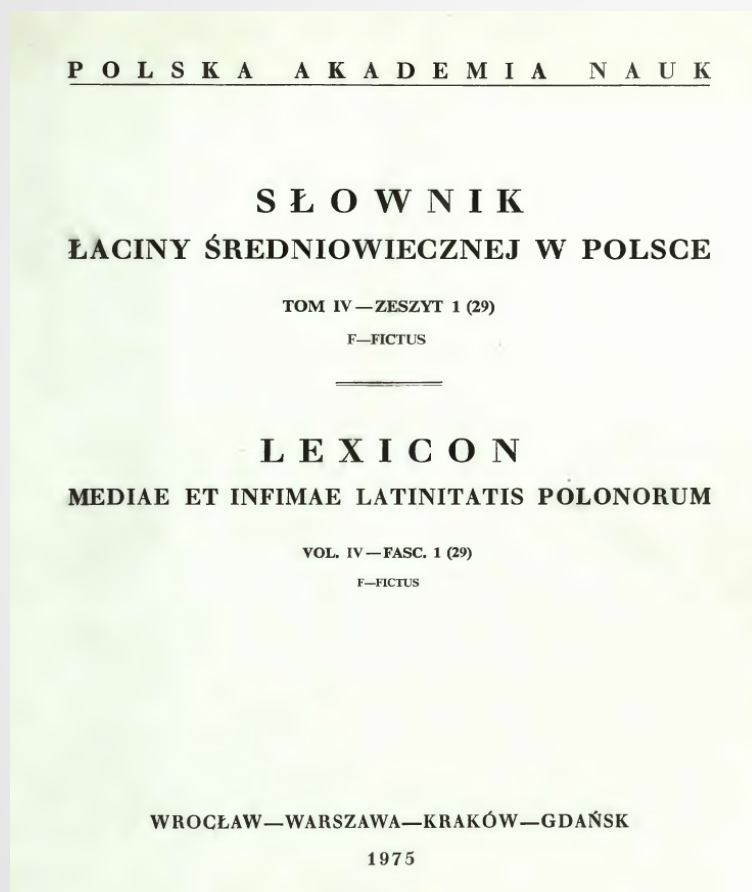 POLSKA AKADEMIA NAUK
SŁOWNIK
ŁACINY ŚREDNIOWIECZNEJ W POLSCE
TOM IV—ZESZYT 1 (29)
F—FICTUS
LEXICON
MEDIAE ET INFIMAE LATINITATIS POLONORUM
VOL. IV—FASC. 1 (29)
F—FICTUS
WROCŁAW—WARSZAWA—KRAKÓW—GDAŃSK
1975